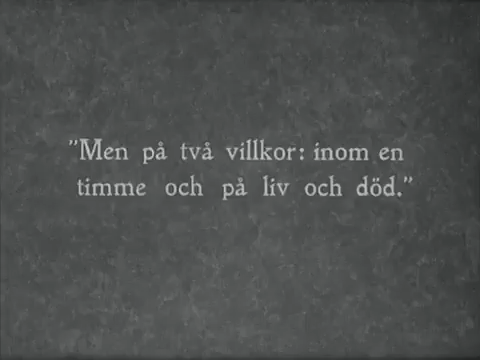 ”Men på två villkor: inom en
timme och på liv och död.”